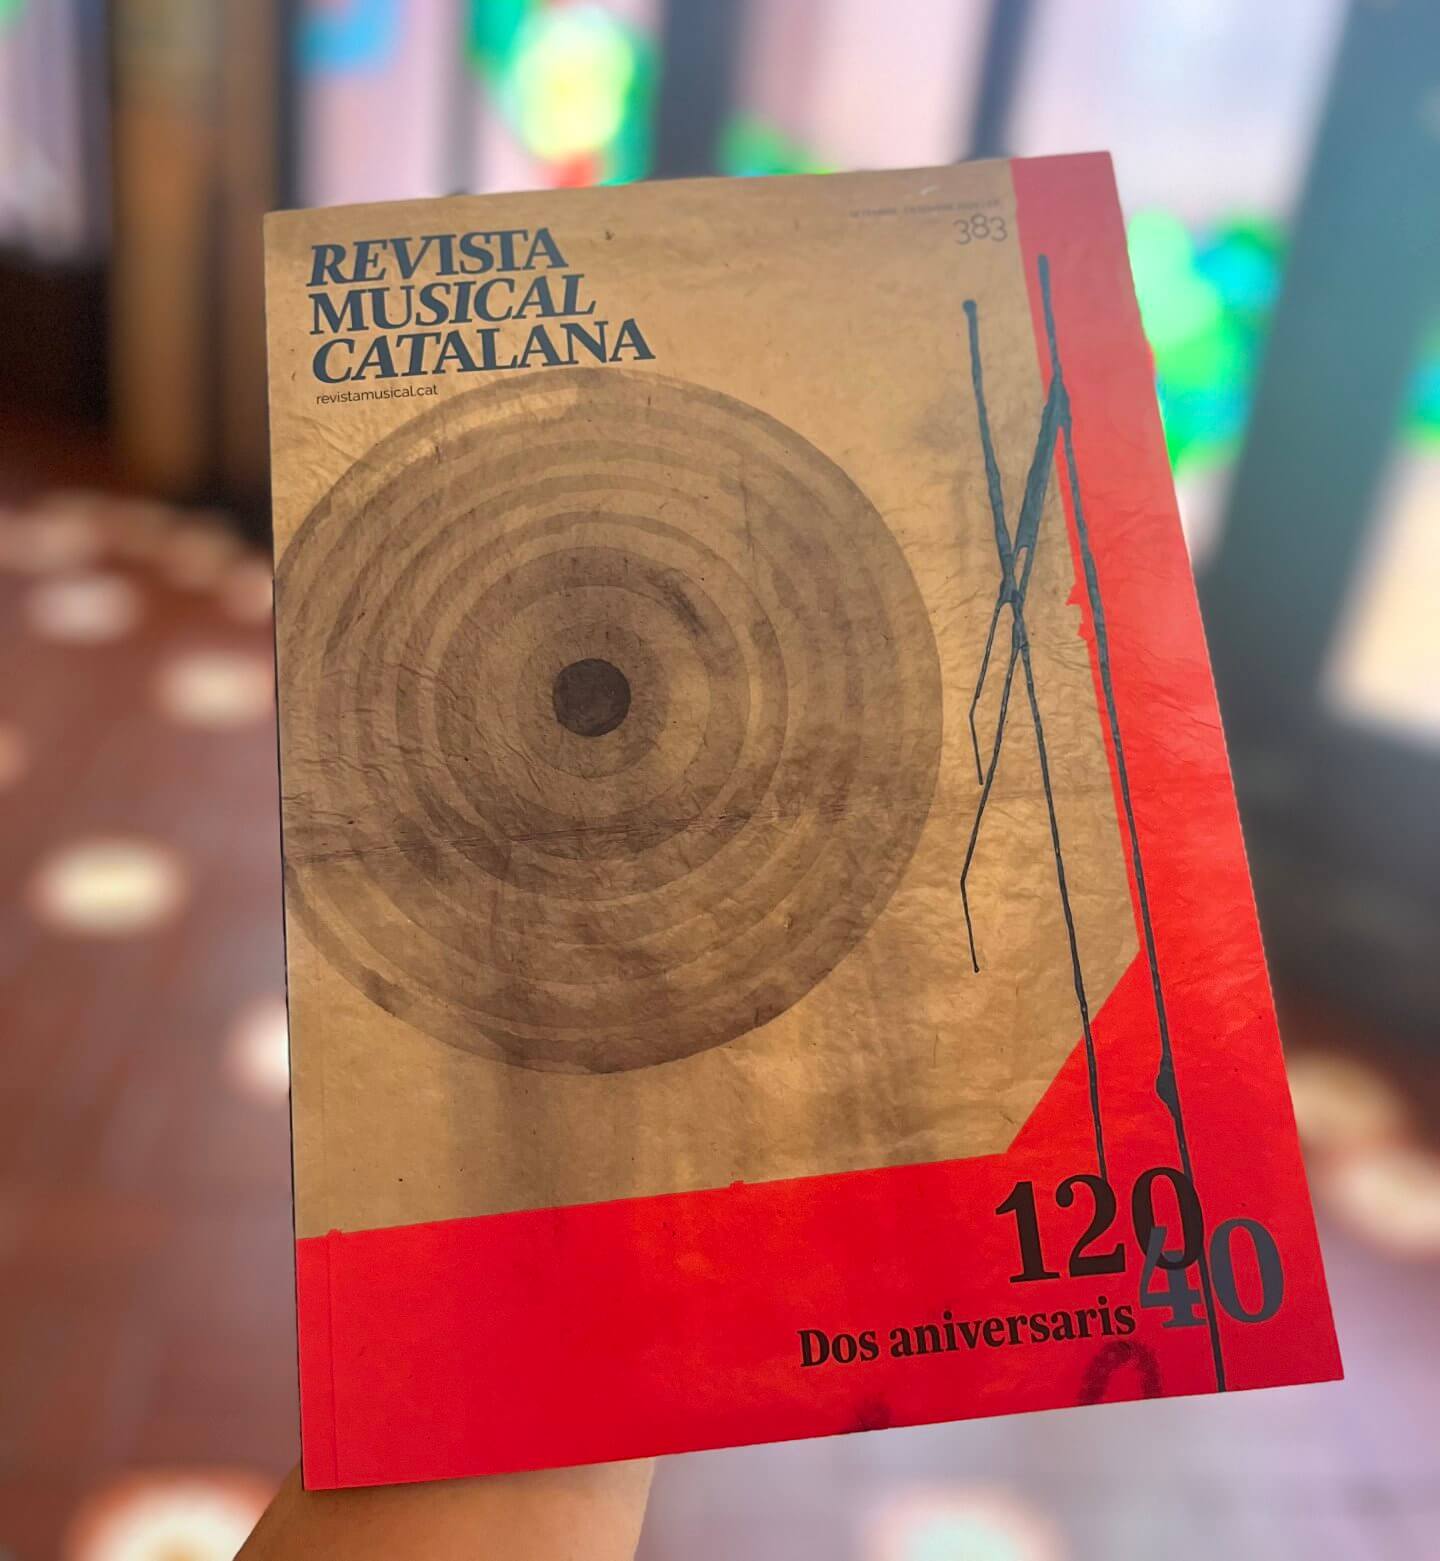 REVISTA
MUSICAL
CATALANA
revistamusical.cat
383
120
40
Dos aniversaris